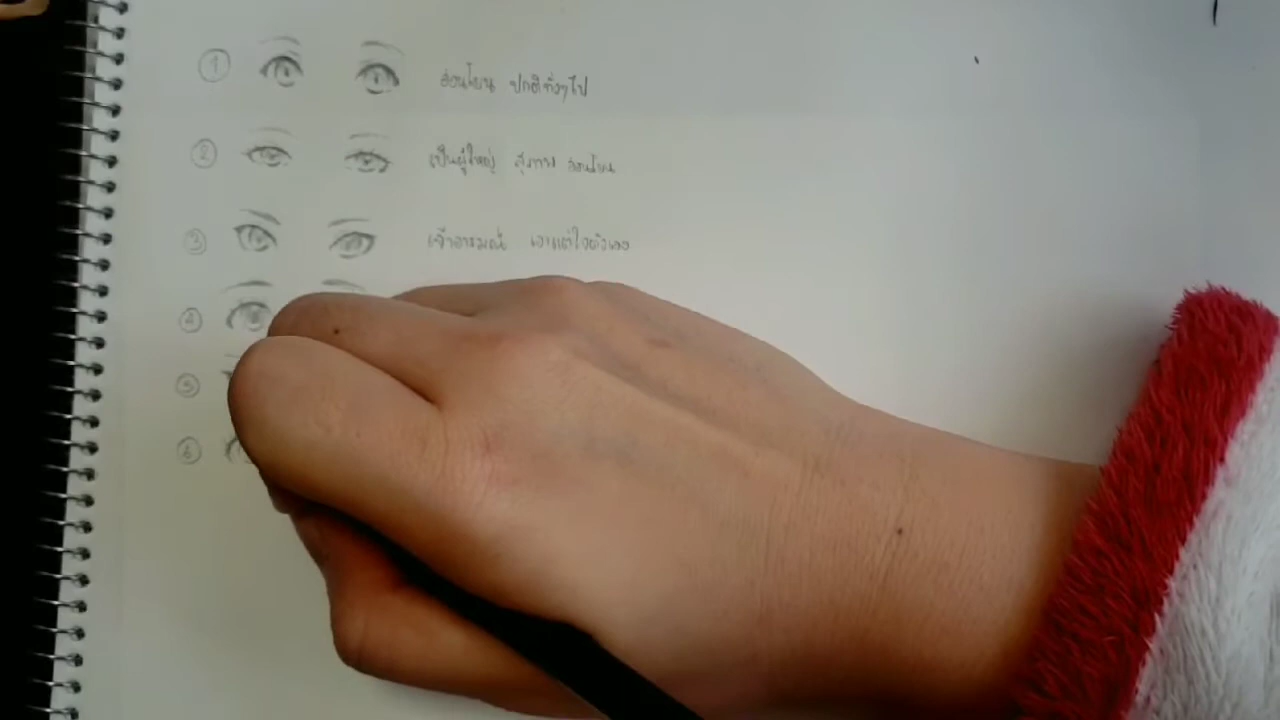 ① อ่อนโยน ปกติทั่วๆไป
② เป็นผู้ใหญ่ สุภาพ อ่อนโยน
③ เจ้าอารมณ์ เอาแต่ใจตัวเอง
④
⑤
⑥